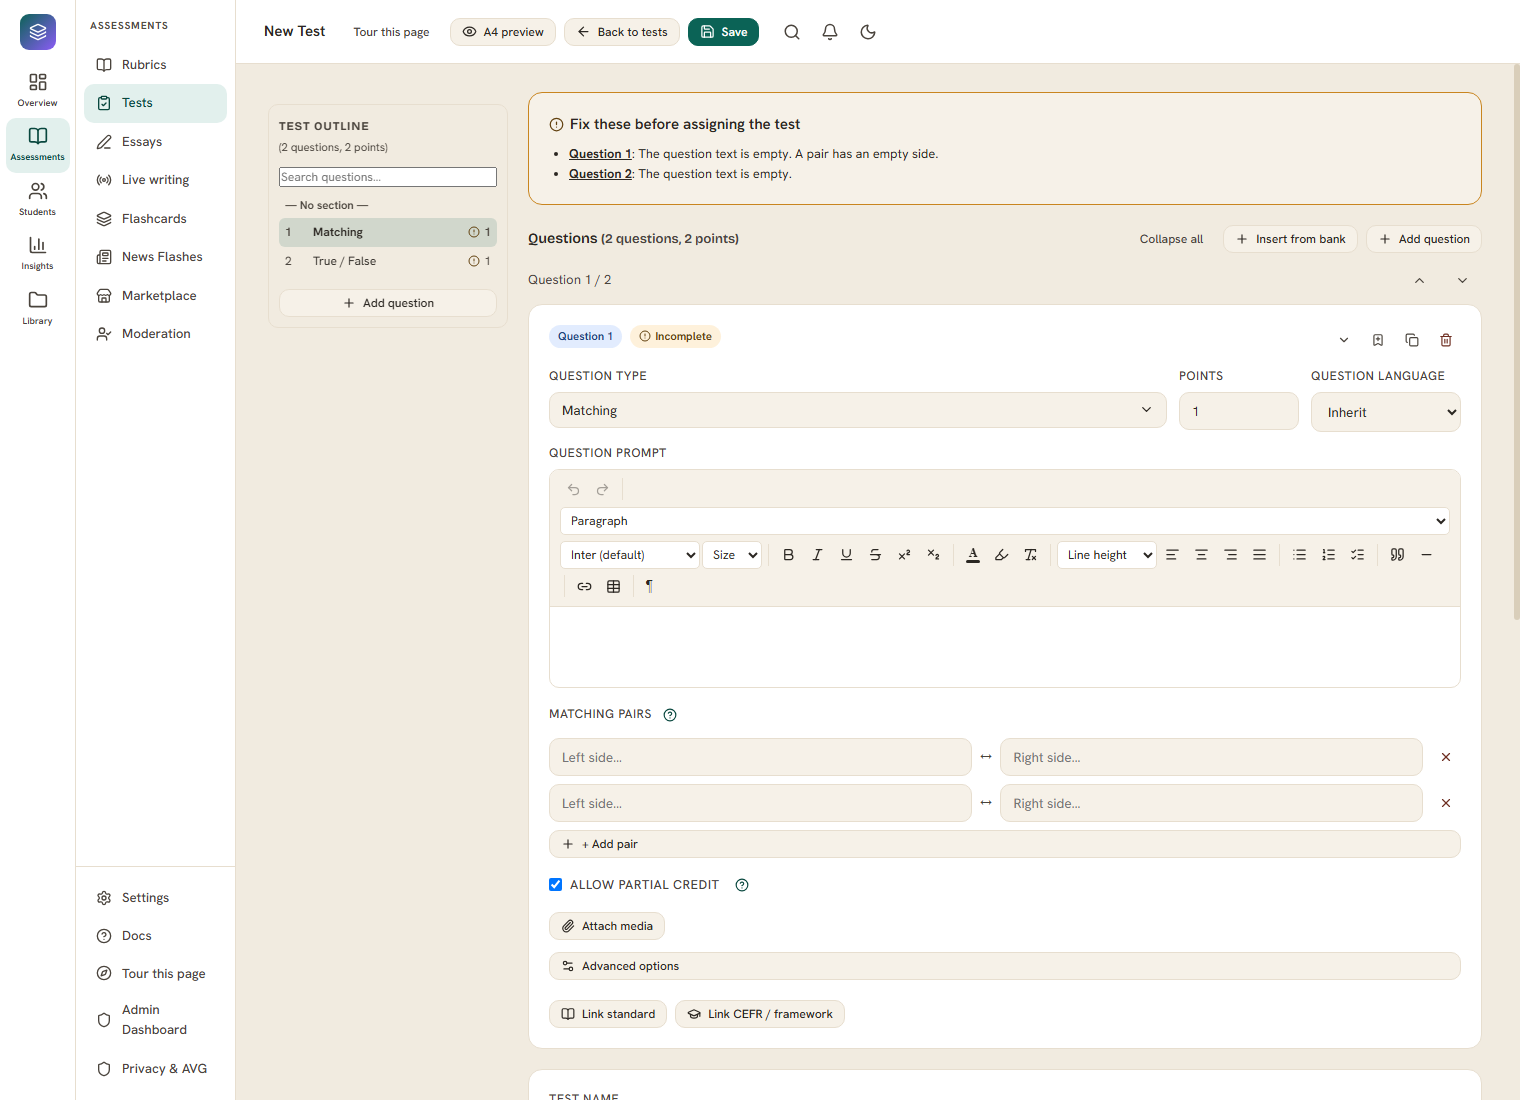 Overview
Assessments
Students
Insights
Library
ASSESSMENTS
Rubrics
Tests
Essays
Live writing
Flashcards
News Flashes
Marketplace
Moderation
Settings
Docs
Tour this page
Admin
Dashboard
Privacy & AVG
New Test
Tour this page
A4 preview
Back to tests
Save
TEST OUTLINE
(2 questions, 2 points)
Search questions...
— No section —
1 Matching 1
2 True / False 1
Add question
Fix these before assigning the test
• Question 1: The question text is empty. A pair has an empty side.
• Question 2: The question text is empty.
Questions (2 questions, 2 points)
Collapse all
Insert from bank
Add question
Question 1 / 2
Question 1
Incomplete
QUESTION TYPE
POINTS
QUESTION LANGUAGE
Matching
1
Inherit
QUESTION PROMPT
Paragraph
Inter (default)
Size
Line height
MATCHING PAIRS
Left side... ↔ Right side...
Left side... ↔ Right side...
+ Add pair
ALLOW PARTIAL CREDIT
Attach media
Advanced options
Link standard
Link CEFR / framework
TEST NAME